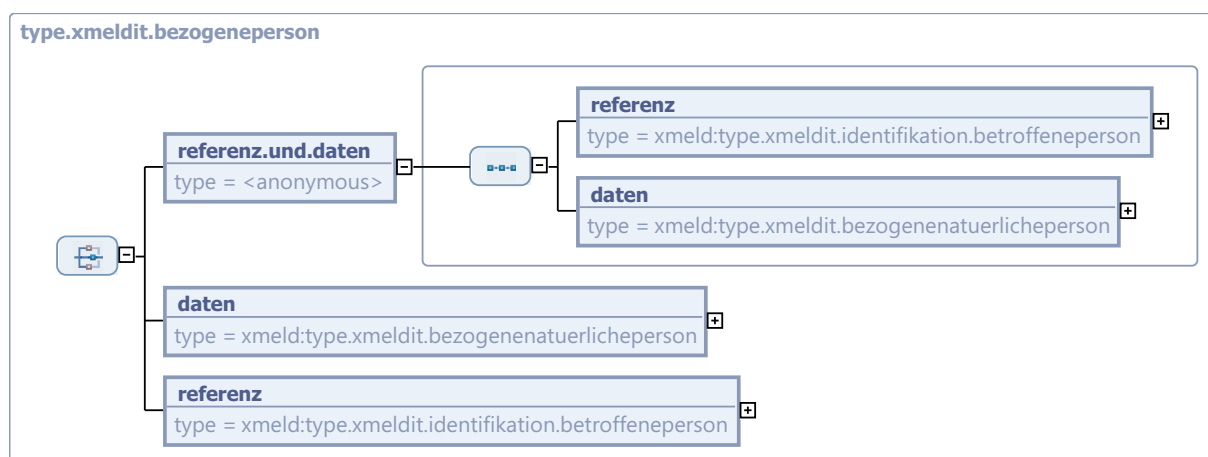 type.xmeldit.bezogeneperson
referenz
type = xmeld:type.xmeldit.identifikation.betroffeneperson
referenz.und.daten
type = <anonymous>
daten
type = xmeld:type.xmeldit.bezogenenatuerlicheperson
daten
type = xmeld:type.xmeldit.bezogenenatuerlicheperson
referenz
type = xmeld:type.xmeldit.identifikation.betroffeneperson